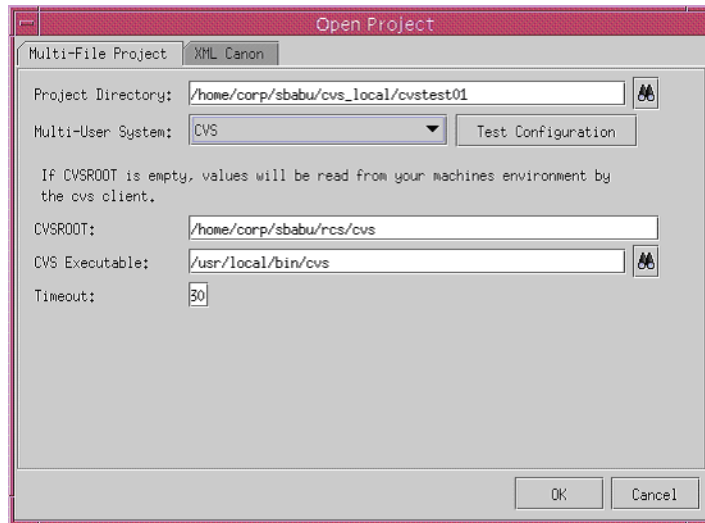 Open Project
Multi-File Project XML Canon
Project Directory: /home/corp/sbabu/cvs_local/cvstest01
Multi-User System: CVS Test Configuration
If CVSROOT is empty, values will be read from your machines environment by
the cvs client.
CVSROOT: /home/corp/sbabu/rcs/cvs
CVS Executable: /usr/local/bin/cvs
Timeout: 30
OK Cancel